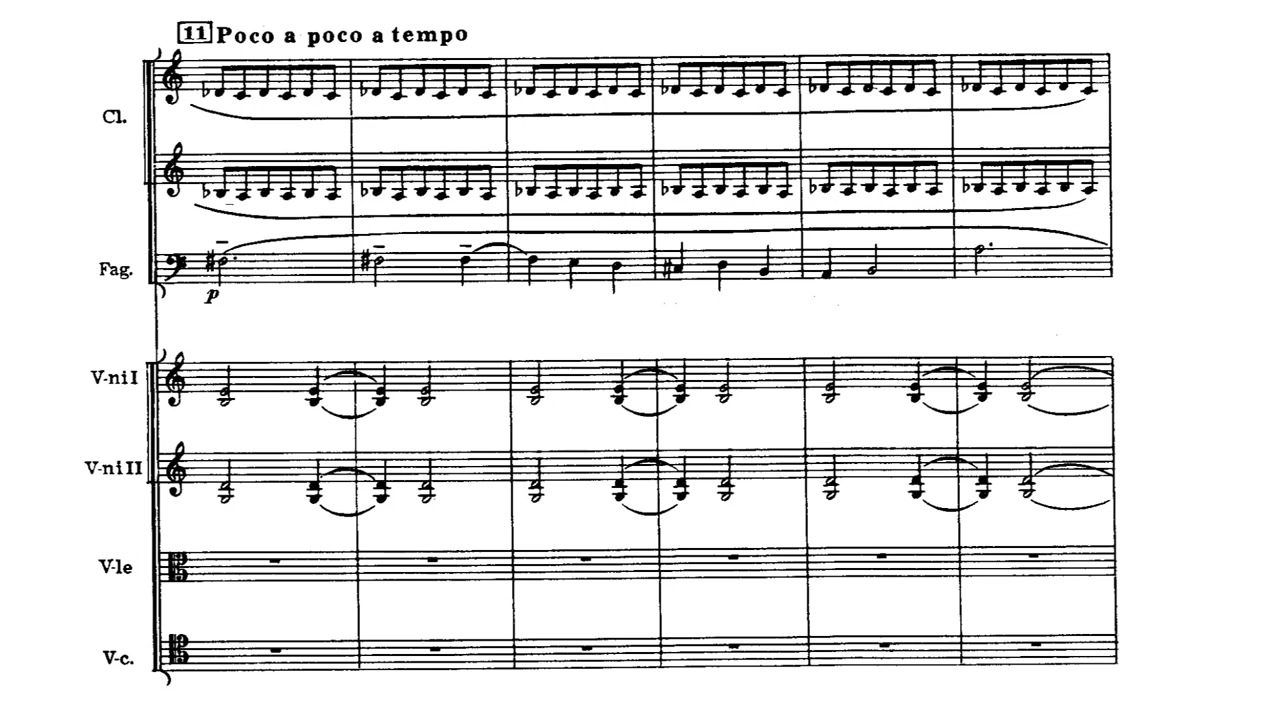 11 Poco a poco a tempo
Cl.
Fag.
p
V-ni I
V-ni II
V-le
V-c.